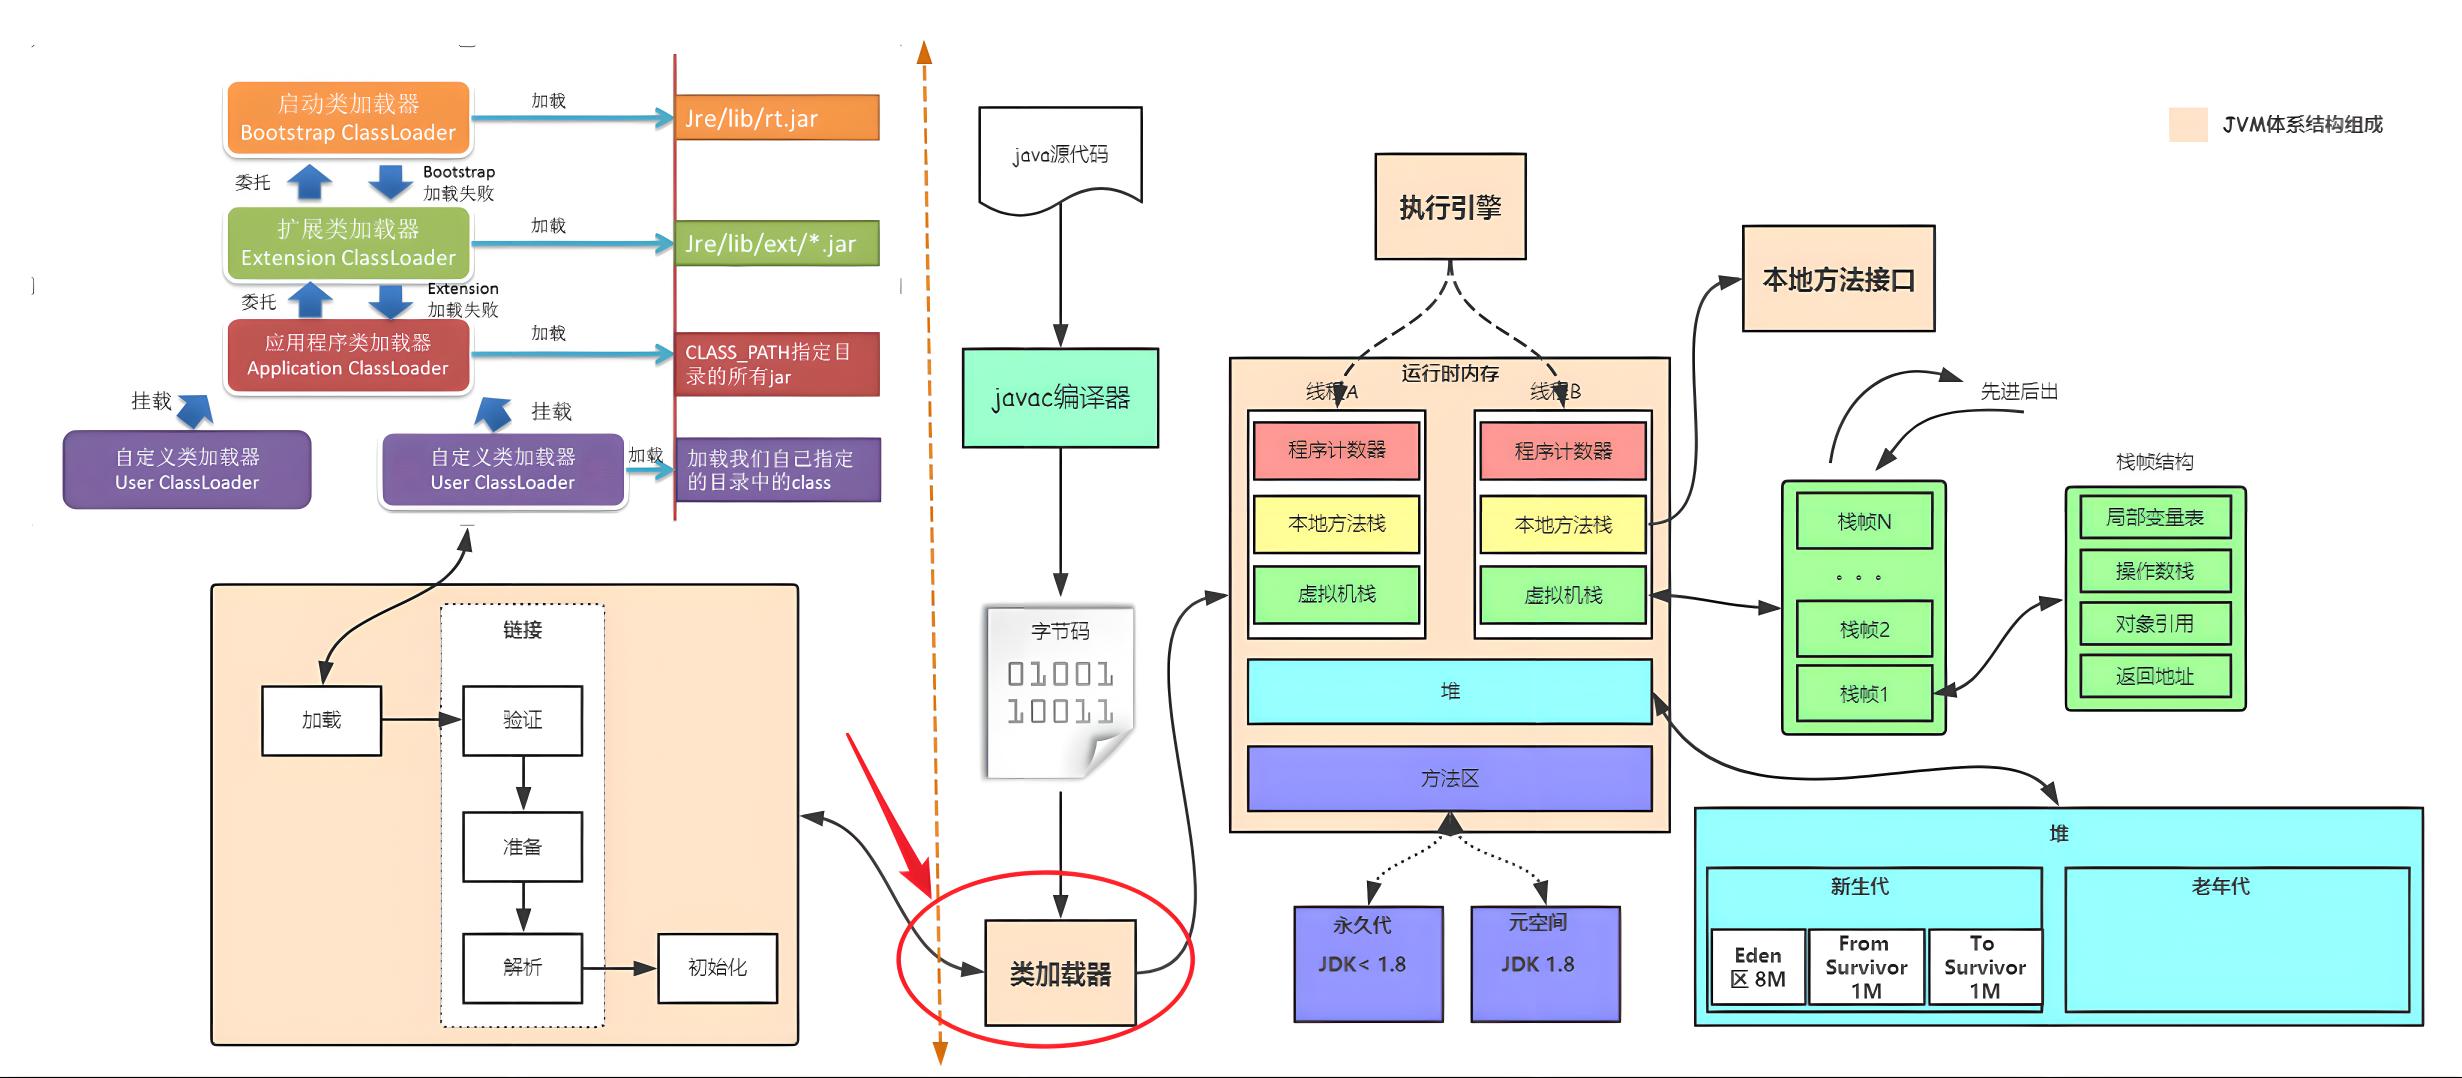 启动类加载器
Bootstrap ClassLoader
加载
Jre/lib/rt.jar
委托
Bootstrap
加载失败
扩展类加载器
Extension ClassLoader
加载
Jre/lib/ext/*.jar
委托
Extension
加载失败
应用程序类加载器
Application ClassLoader
加载
CLASS_PATH指定目
录的所有jar
挂载
挂载
自定义类加载器
User ClassLoader
自定义类加载器
User ClassLoader
加载
加载我们自己指定
的目录中的class
链接
加载
验证
准备
解析
初始化
java源代码
javac编译器
字节码
01001
10011
类加载器
执行引擎
本地方法接口
JVM体系结构组成
运行时内存
线程A
程序计数器
本地方法栈
虚拟机栈
线程B
程序计数器
本地方法栈
虚拟机栈
堆
方法区
永久代
JDK< 1.8
元空间
JDK 1.8
先进后出
栈帧N
。。。
栈帧2
栈帧1
栈帧结构
局部变量表
操作数栈
对象引用
返回地址
堆
新生代
Eden
区 8M
From
Survivor
1M
To
Survivor
1M
老年代